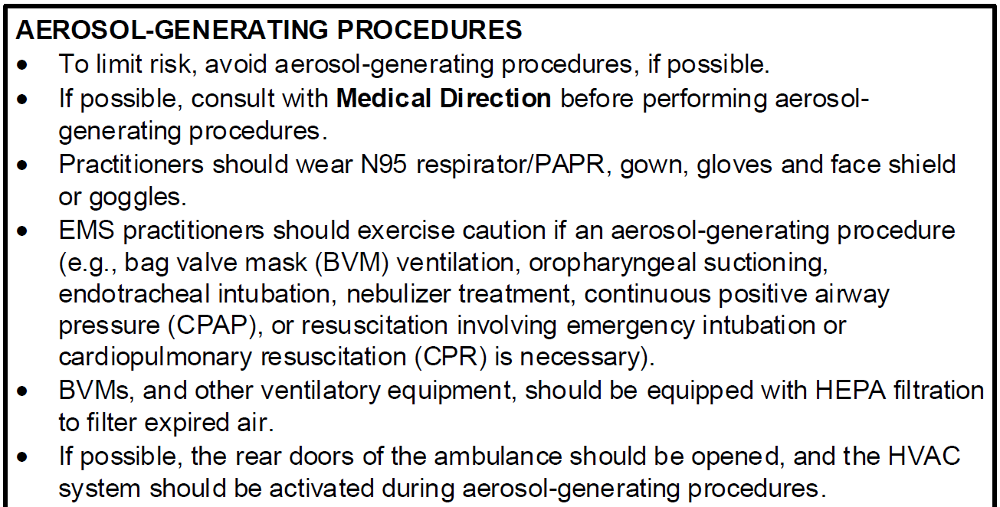 AEROSOL-GENERATING PROCEDURES
• To limit risk, avoid aerosol-generating procedures, if possible.
• If possible, consult with Medical Direction before performing aerosol-
generating procedures.
• Practitioners should wear N95 respirator/PAPR, gown, gloves and face shield
or goggles.
• EMS practitioners should exercise caution if an aerosol-generating procedure
(e.g., bag valve mask (BVM) ventilation, oropharyngeal suctioning,
endotracheal intubation, nebulizer treatment, continuous positive airway
pressure (CPAP), or resuscitation involving emergency intubation or
cardiopulmonary resuscitation (CPR) is necessary).
• BVMs, and other ventilatory equipment, should be equipped with HEPA filtration
to filter expired air.
• If possible, the rear doors of the ambulance should be opened, and the HVAC
system should be activated during aerosol-generating procedures.